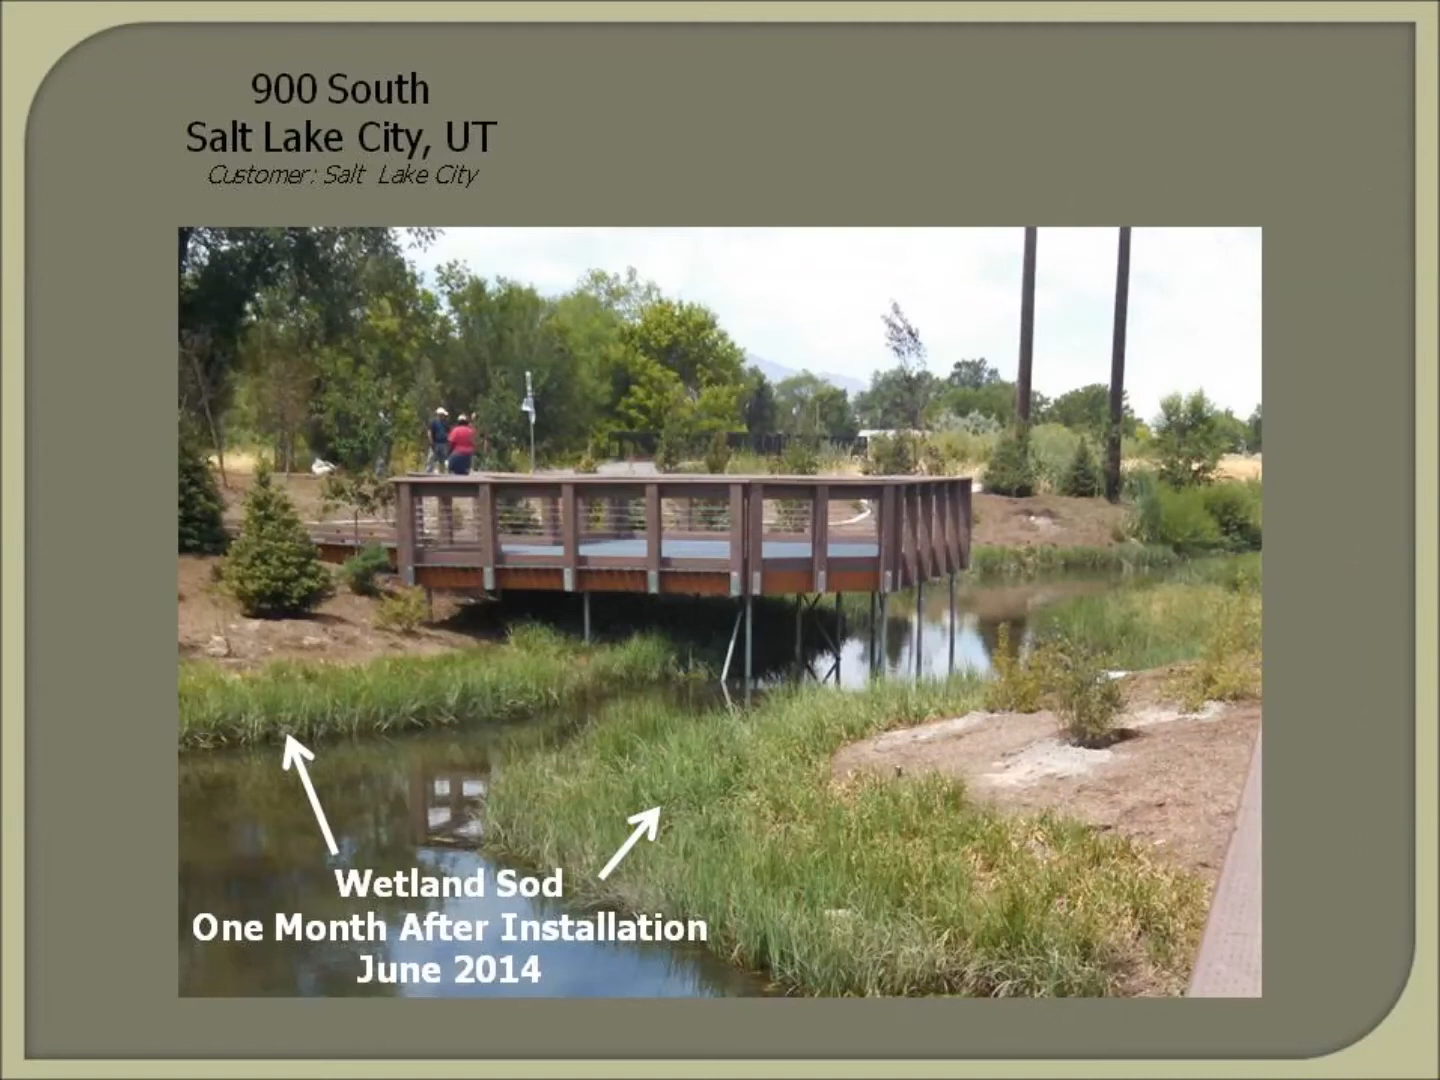 900 South
Salt Lake City, UT
Customer: Salt Lake City
Wetland Sod
One Month After Installation
June 2014